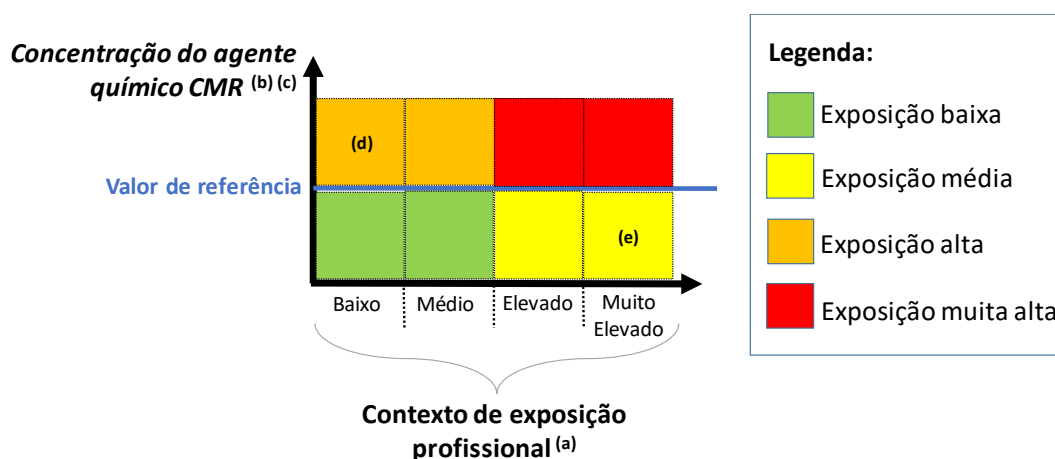 Concentração do agente
químico CMR (b) (c)
Valor de referência
(d)
(e)
Baixo
Médio
Elevado
Muito
Elevado
Contexto de exposição
profissional (a)
Legenda:
Exposição baixa
Exposição média
Exposição alta
Exposição muita alta